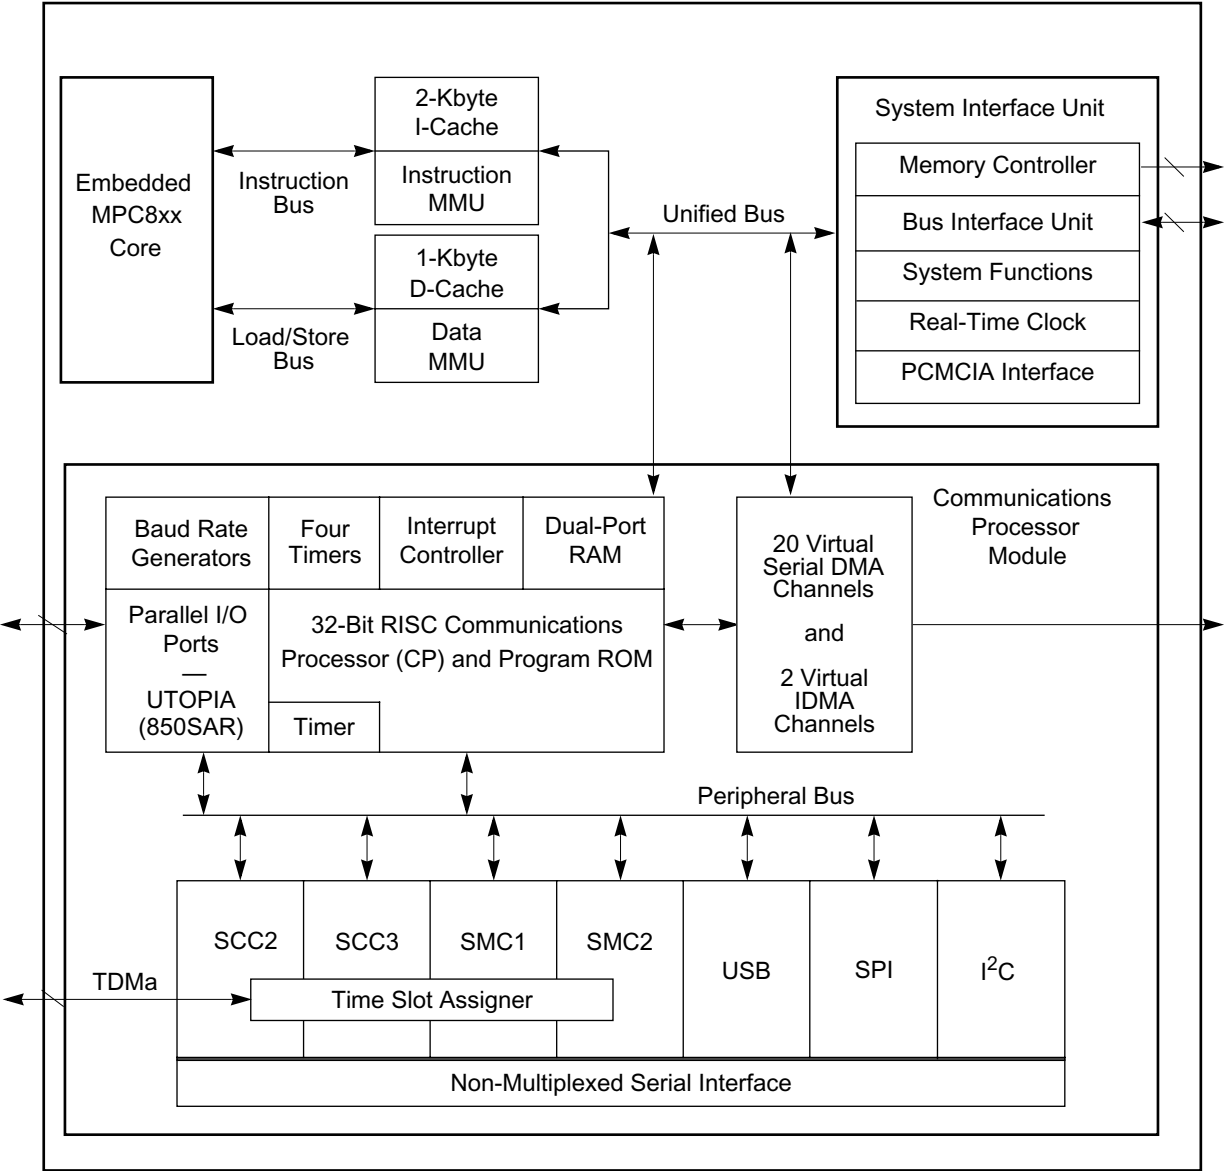 Embedded
MPC8xx
Core
Instruction
Bus
Load/Store
Bus
2-Kbyte
I-Cache
Instruction
MMU
1-Kbyte
D-Cache
Data
MMU
Unified Bus
System Interface Unit
Memory Controller
Bus Interface Unit
System Functions
Real-Time Clock
PCMCIA Interface
Communications
Processor
Module
Baud Rate
Generators
Four
Timers
Interrupt
Controller
Dual-Port
RAM
Parallel I/O
Ports
—
UTOPIA
(850SAR)
32-Bit RISC Communications
Processor (CP) and Program ROM
Timer
20 Virtual
Serial DMA
Channels
and
2 Virtual
IDMA
Channels
Peripheral Bus
SCC2
SCC3
SMC1
SMC2
USB
SPI
I²C
TDMa
Time Slot Assigner
Non-Multiplexed Serial Interface